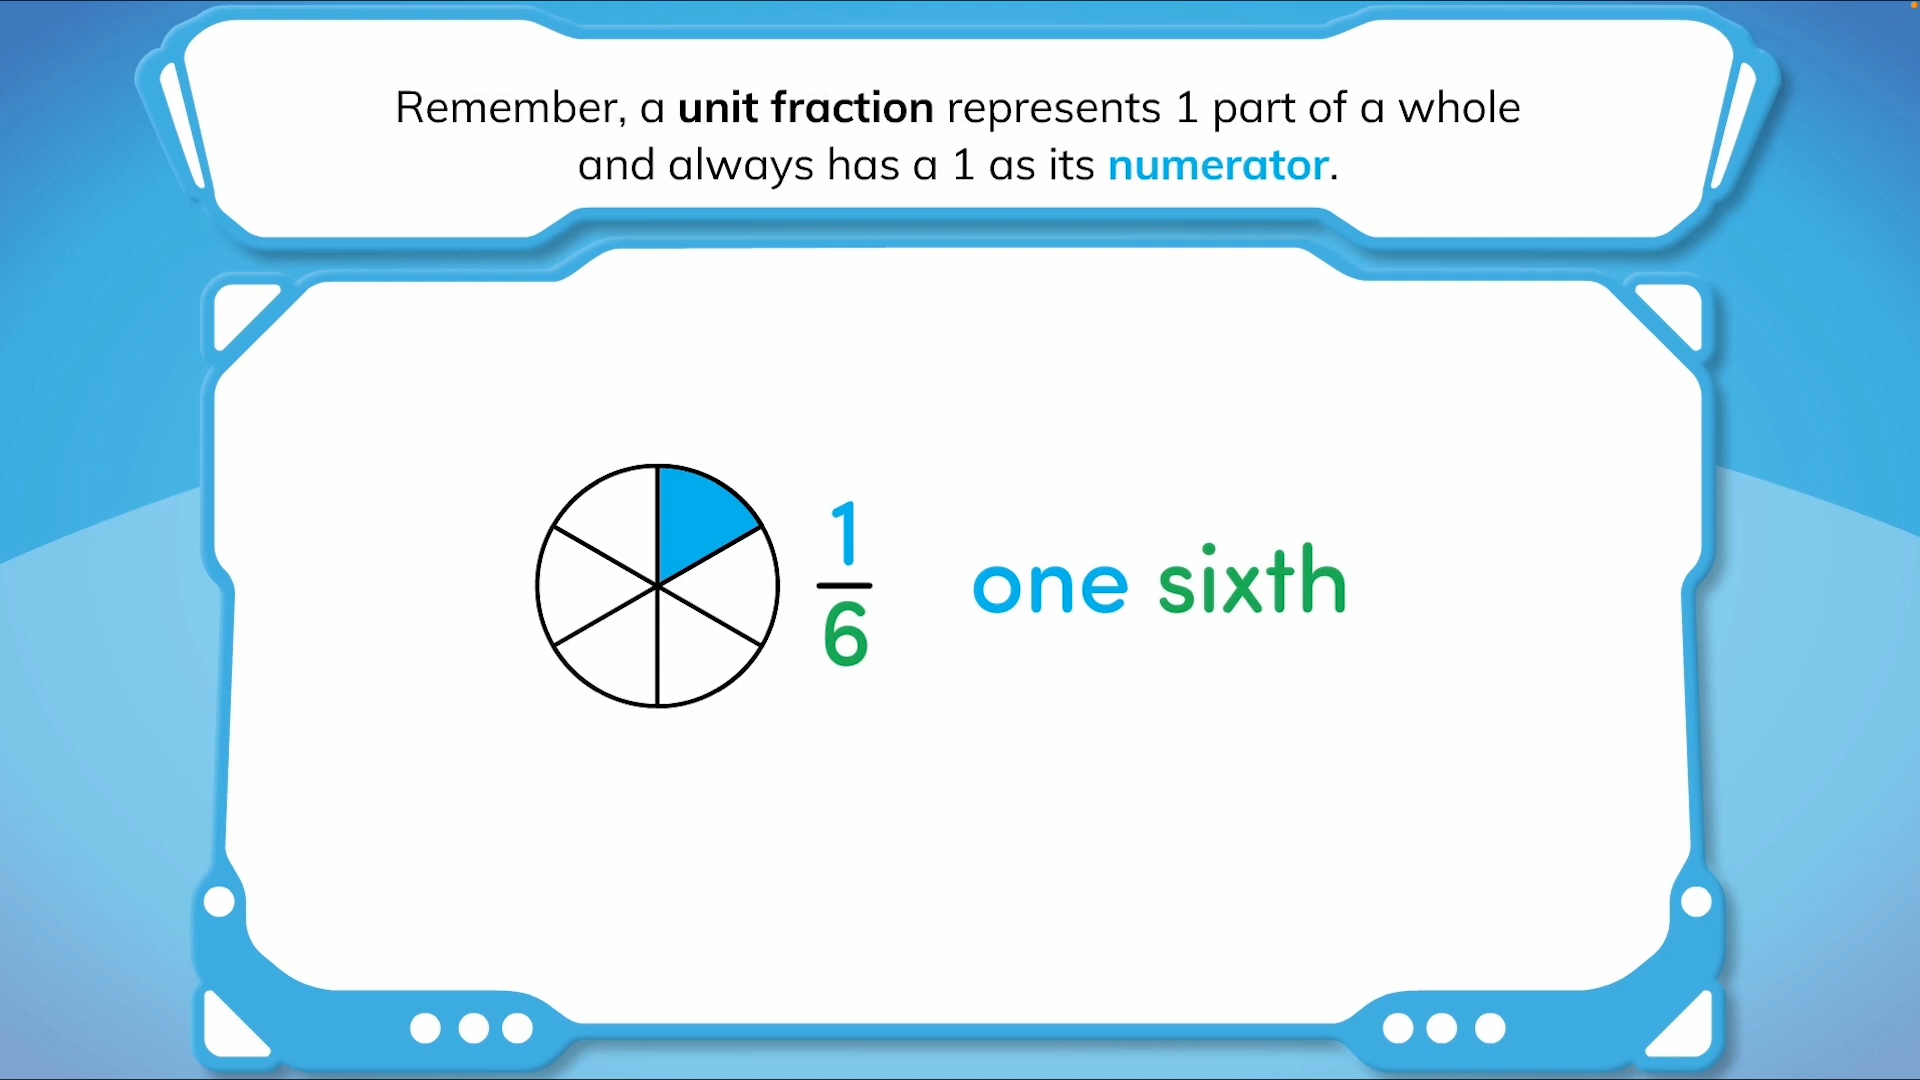 Remember, a unit fraction represents 1 part of a whole
and always has a 1 as its numerator.
1
6
one sixth